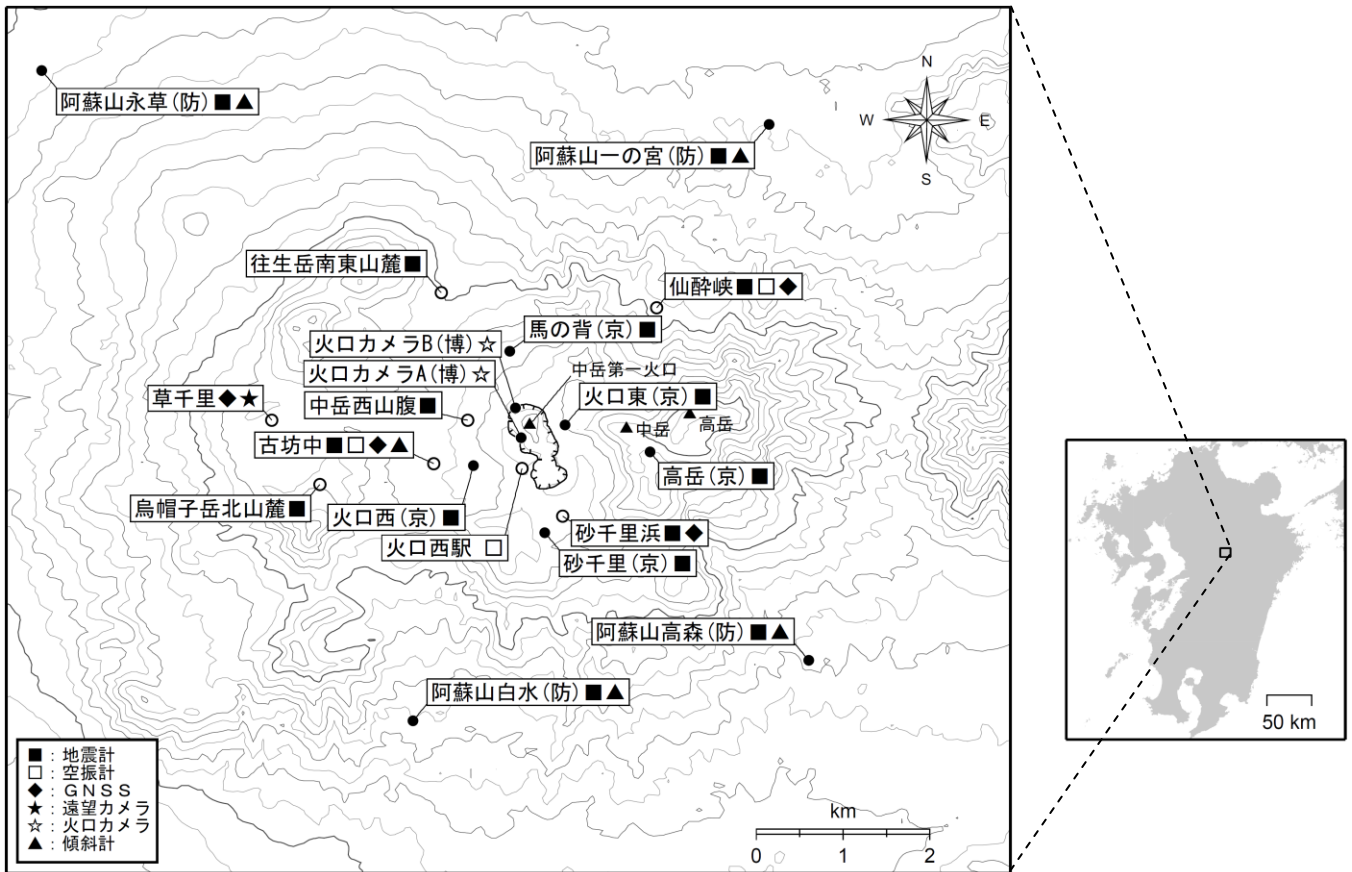 阿蘇山永草(防)■▲
N
W
E
S
阿蘇山一の宮(防)■▲
往生岳南東山麓■
仙酔峡■□◆
馬の背(京)■
火口カメラB(博)☆
火口カメラA(博)☆
中岳第一火口
草千里◆★
中岳西山腹■
火口東(京)■
中岳
高岳
古坊中■□◆▲
高岳(京)■
烏帽子岳北山麓■
火口西(京)■
火口西駅 □
砂千里浜■◆
砂千里(京)■
阿蘇山高森(防)■▲
阿蘇山白水(防)■▲
■：地震計
□：空振計
◆：ＧＮＳＳ
★：遠望カメラ
☆：火口カメラ
▲：傾斜計
km
0 1 2
50 km